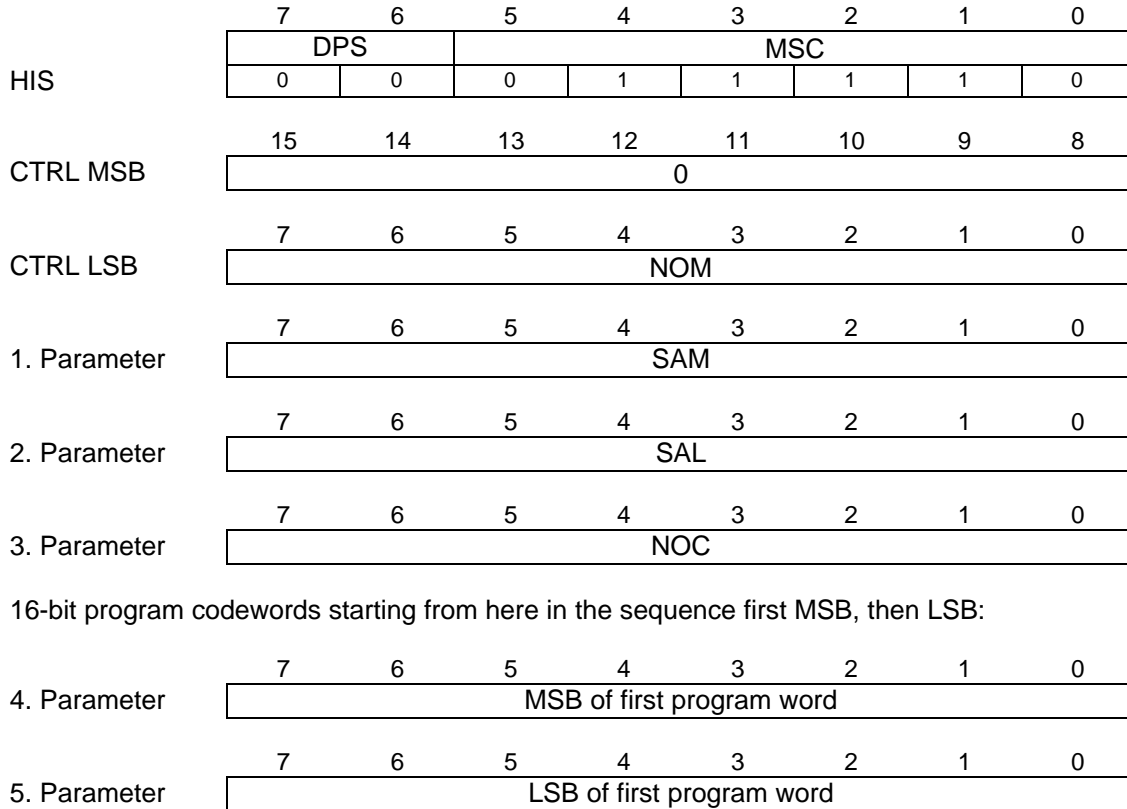 7 6 5 4 3 2 1 0
DPS MSC
HIS 0 0 0 1 1 1 1 0
15 14 13 12 11 10 9 8
CTRL MSB 0
7 6 5 4 3 2 1 0
CTRL LSB NOM
7 6 5 4 3 2 1 0
1. Parameter SAM
7 6 5 4 3 2 1 0
2. Parameter SAL
7 6 5 4 3 2 1 0
3. Parameter NOC
16-bit program codewords starting from here in the sequence first MSB, then LSB:
7 6 5 4 3 2 1 0
4. Parameter MSB of first program word
7 6 5 4 3 2 1 0
5. Parameter LSB of first program word